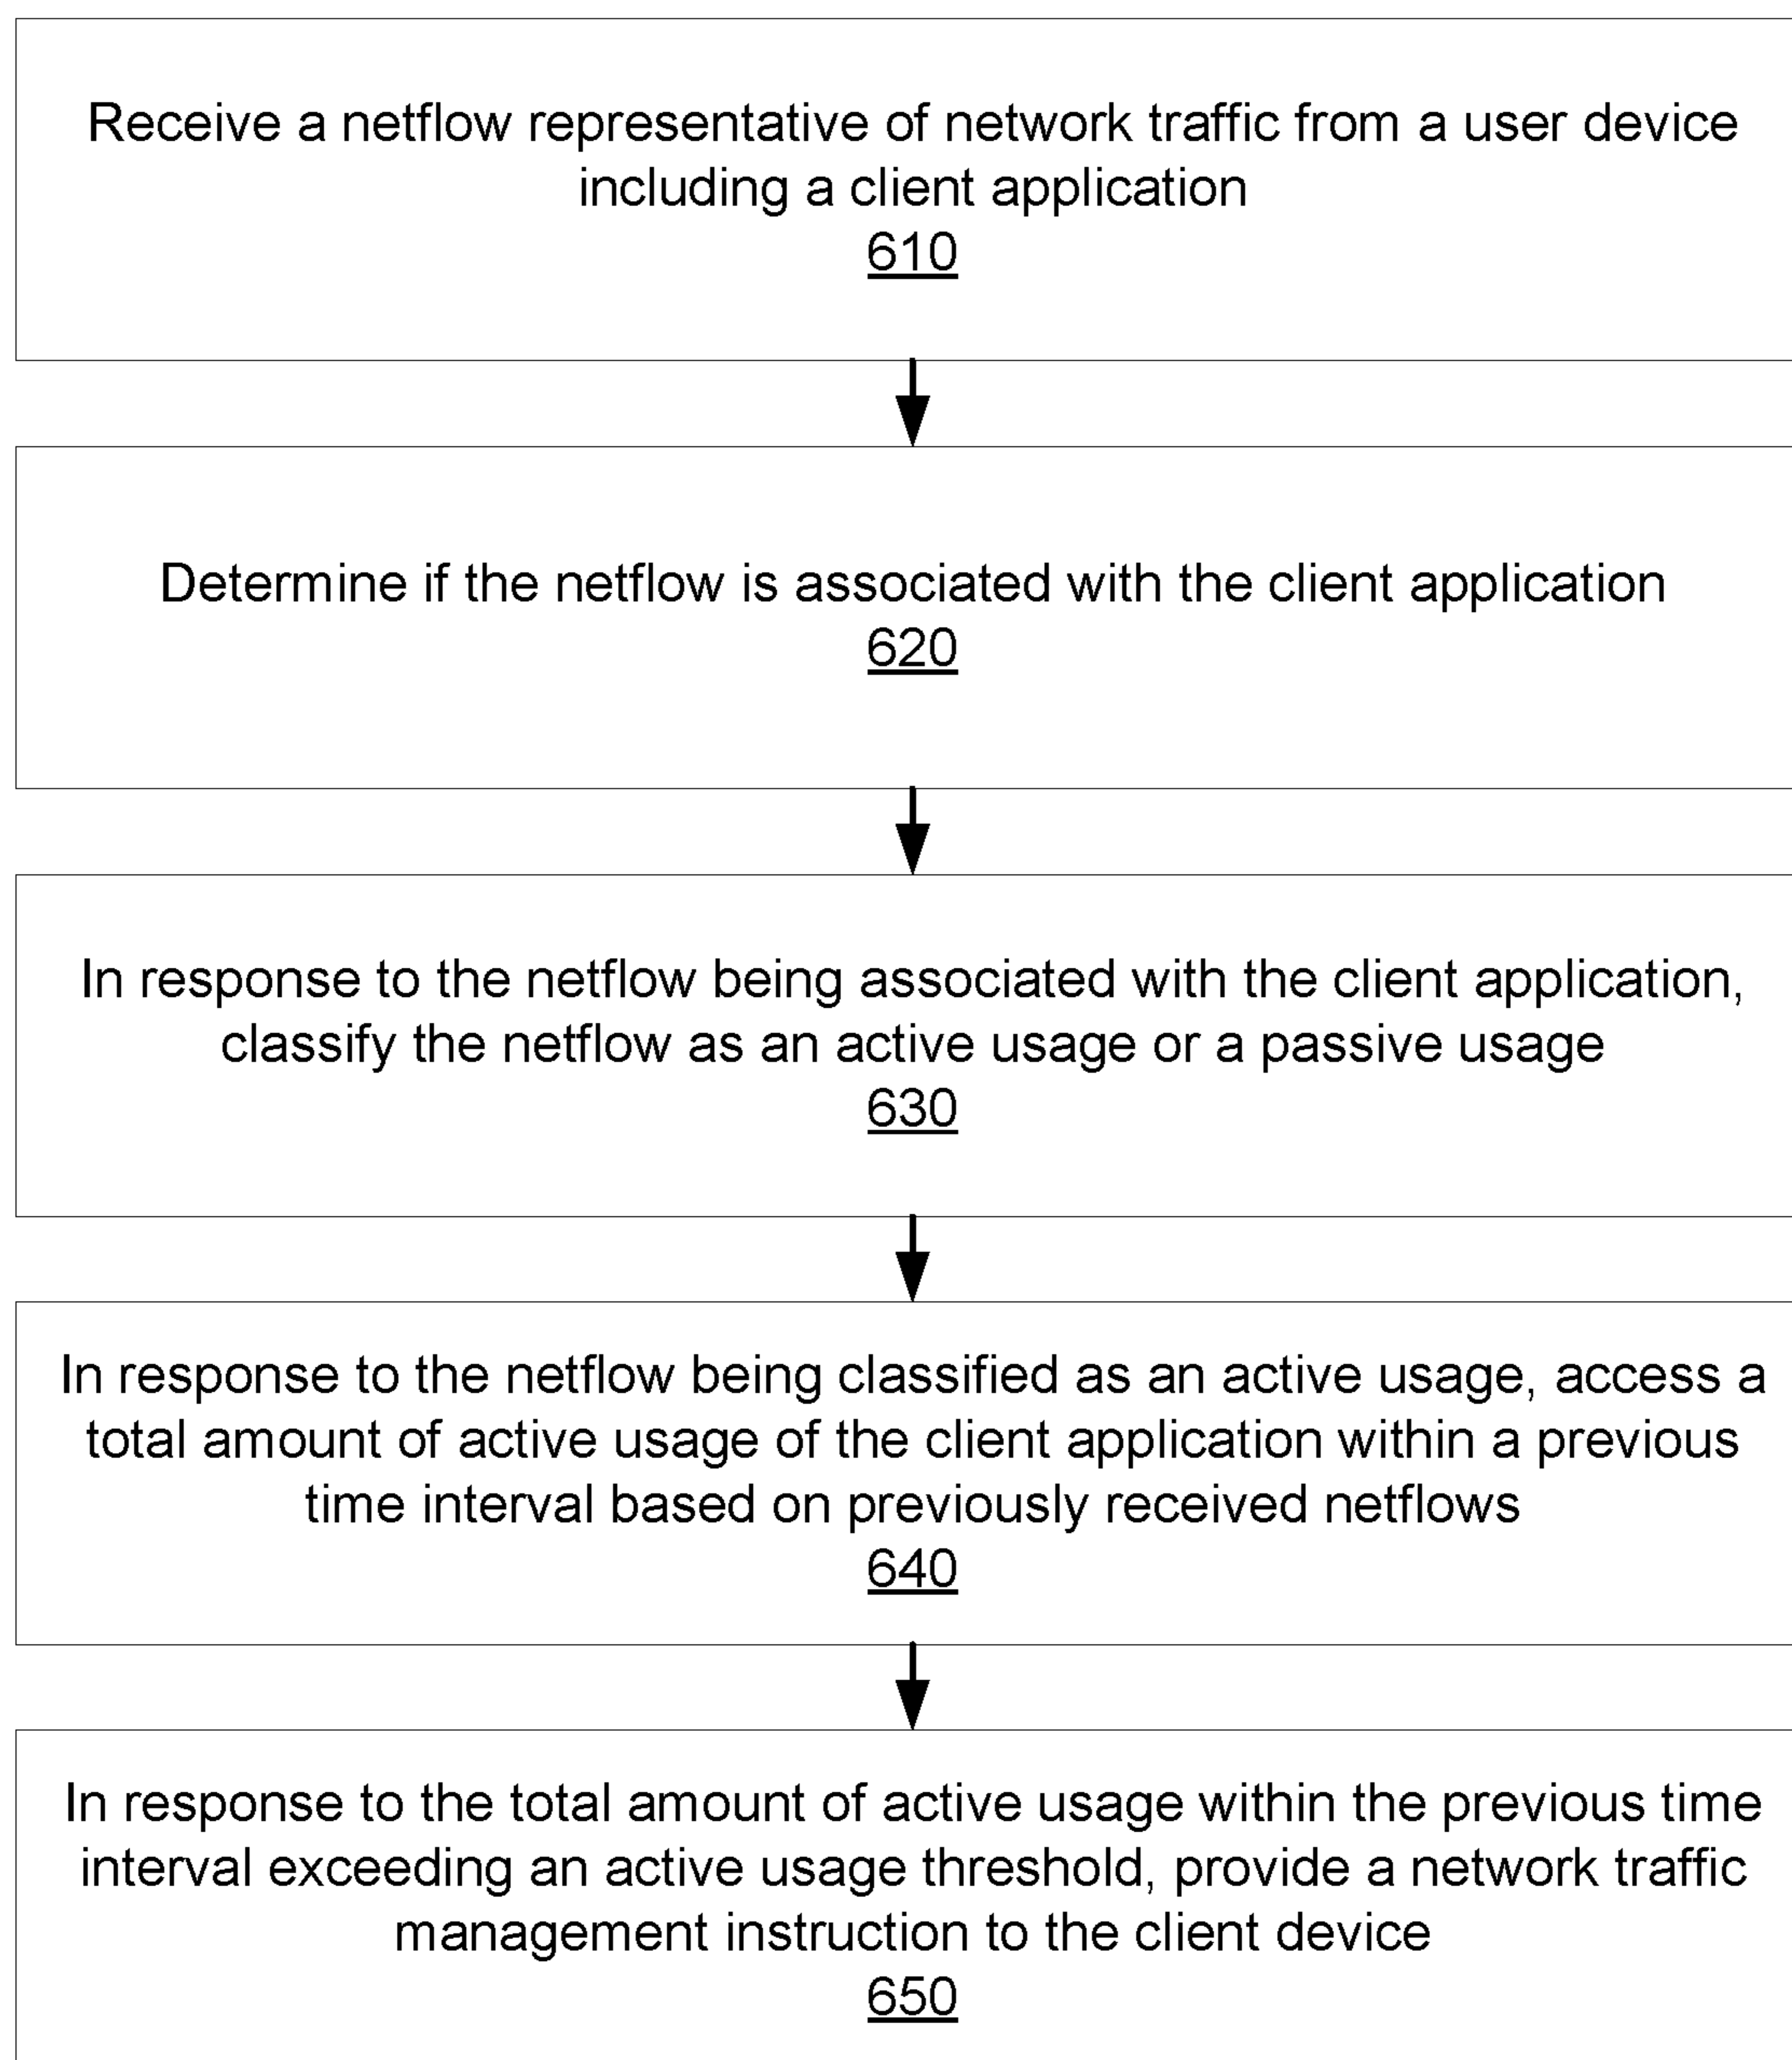 Receive a netflow representative of network traffic from a user device
including a client application
610
Determine if the netflow is associated with the client application
620
In response to the netflow being associated with the client application,
classify the netflow as an active usage or a passive usage
630
In response to the netflow being classified as an active usage, access a
total amount of active usage of the client application within a previous
time interval based on previously received netflows
640
In response to the total amount of active usage within the previous time
interval exceeding an active usage threshold, provide a network traffic
management instruction to the client device
650